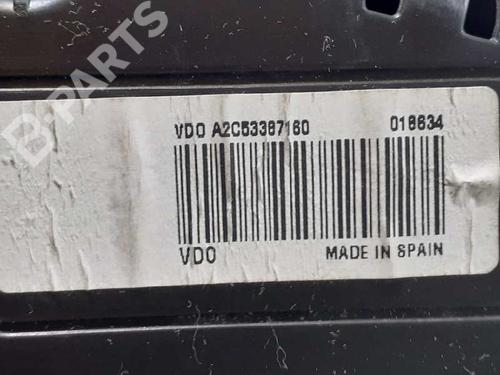 B-PARTS
VDO A2C53387160 018634
VDO MADE IN SPAIN